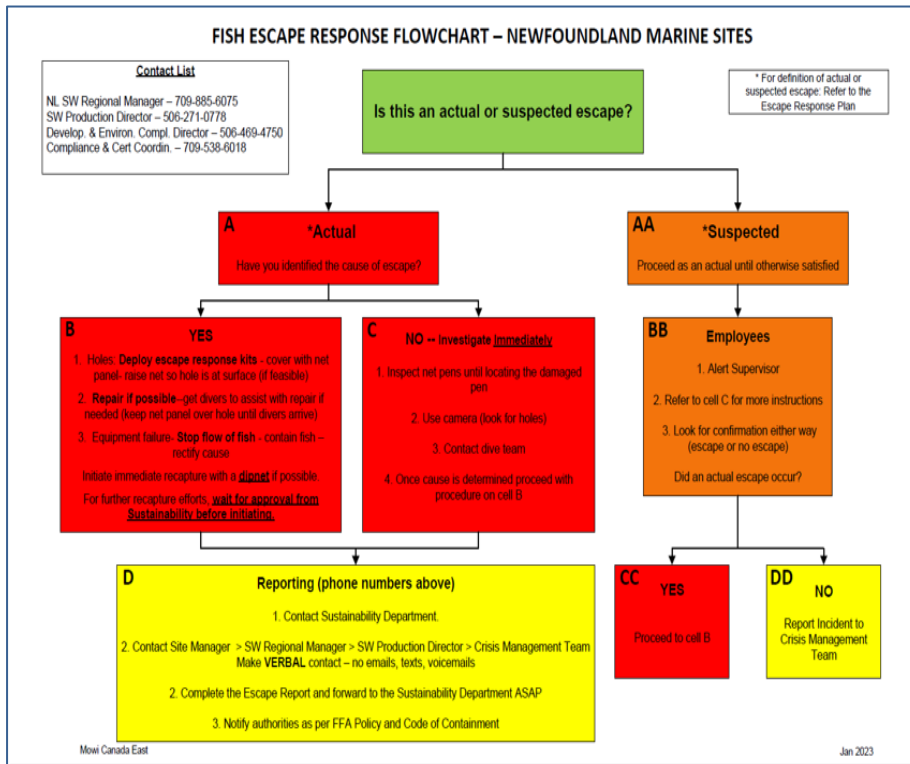 FISH ESCAPE RESPONSE FLOWCHART – NEWFOUNDLAND MARINE SITES
Contact List
NL SW Regional Manager – 709-885-6075
SW Production Director – 506-271-0778
Develop. & Environ. Compl. Director – 506-469-4750
Compliance & Cert Coordin. – 709-538-6018
Is this an actual or suspected escape?
* For definition of actual or
suspected escape: Refer to the
Escape Response Plan
A
*Actual
Have you identified the cause of escape?
AA
*Suspected
Proceed as an actual until otherwise satisfied
B
YES
1. Holes: Deploy escape response kits - cover with net
panel- raise net so hole is at surface (if feasible)
2. Repair if possible--get divers to assist with repair if
needed (keep net panel over hole until divers arrive)
3. Equipment failure- Stop flow of fish - contain fish –
rectify cause
Initiate immediate recapture with a dipnet if possible.
For further recapture efforts, wait for approval from
Sustainability before initiating.
C
NO -- Investigate Immediately
1. Inspect net pens until locating the damaged
pen
2. Use camera (look for holes)
3. Contact dive team
4. Once cause is determined proceed with
procedure on cell B
BB
Employees
1. Alert Supervisor
2. Refer to cell C for more instructions
3. Look for confirmation either way
(escape or no escape)
Did an actual escape occur?
D
Reporting (phone numbers above)
1. Contact Sustainability Department.
2. Contact Site Manager > SW Regional Manager > SW Production Director > Crisis Management Team
Make VERBAL contact – no emails, texts, voicemails
2. Complete the Escape Report and forward to the Sustainability Department ASAP
3. Notify authorities as per FFA Policy and Code of Containment
CC
YES
Proceed to cell B
DD
NO
Report Incident to
Crisis Management
Team
Mowi Canada East
Jan 2023